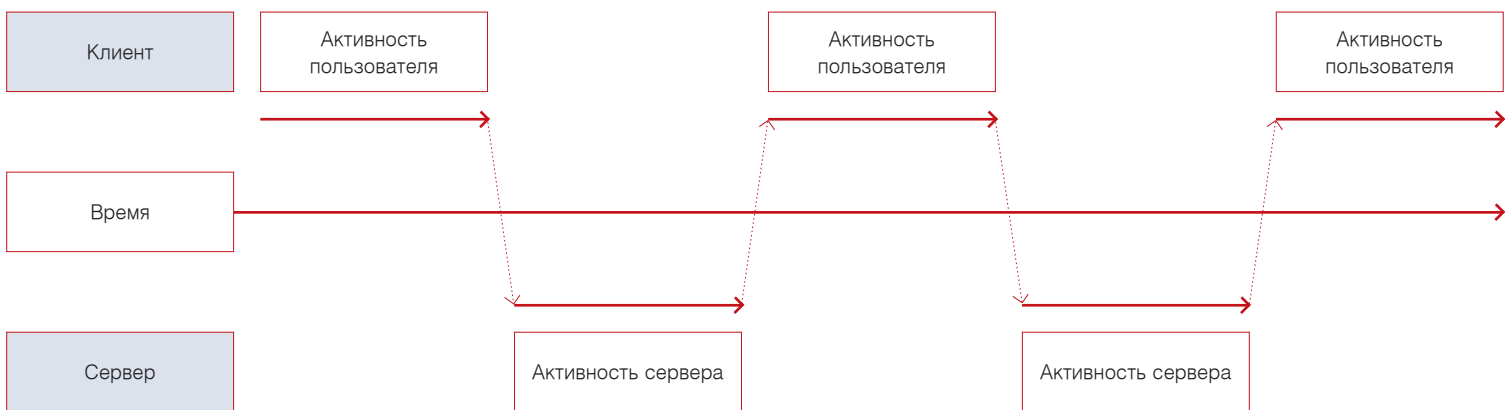 Клиент
Активность
пользователя
Активность
пользователя
Активность
пользователя
Время
Сервер
Активность сервера
Активность сервера